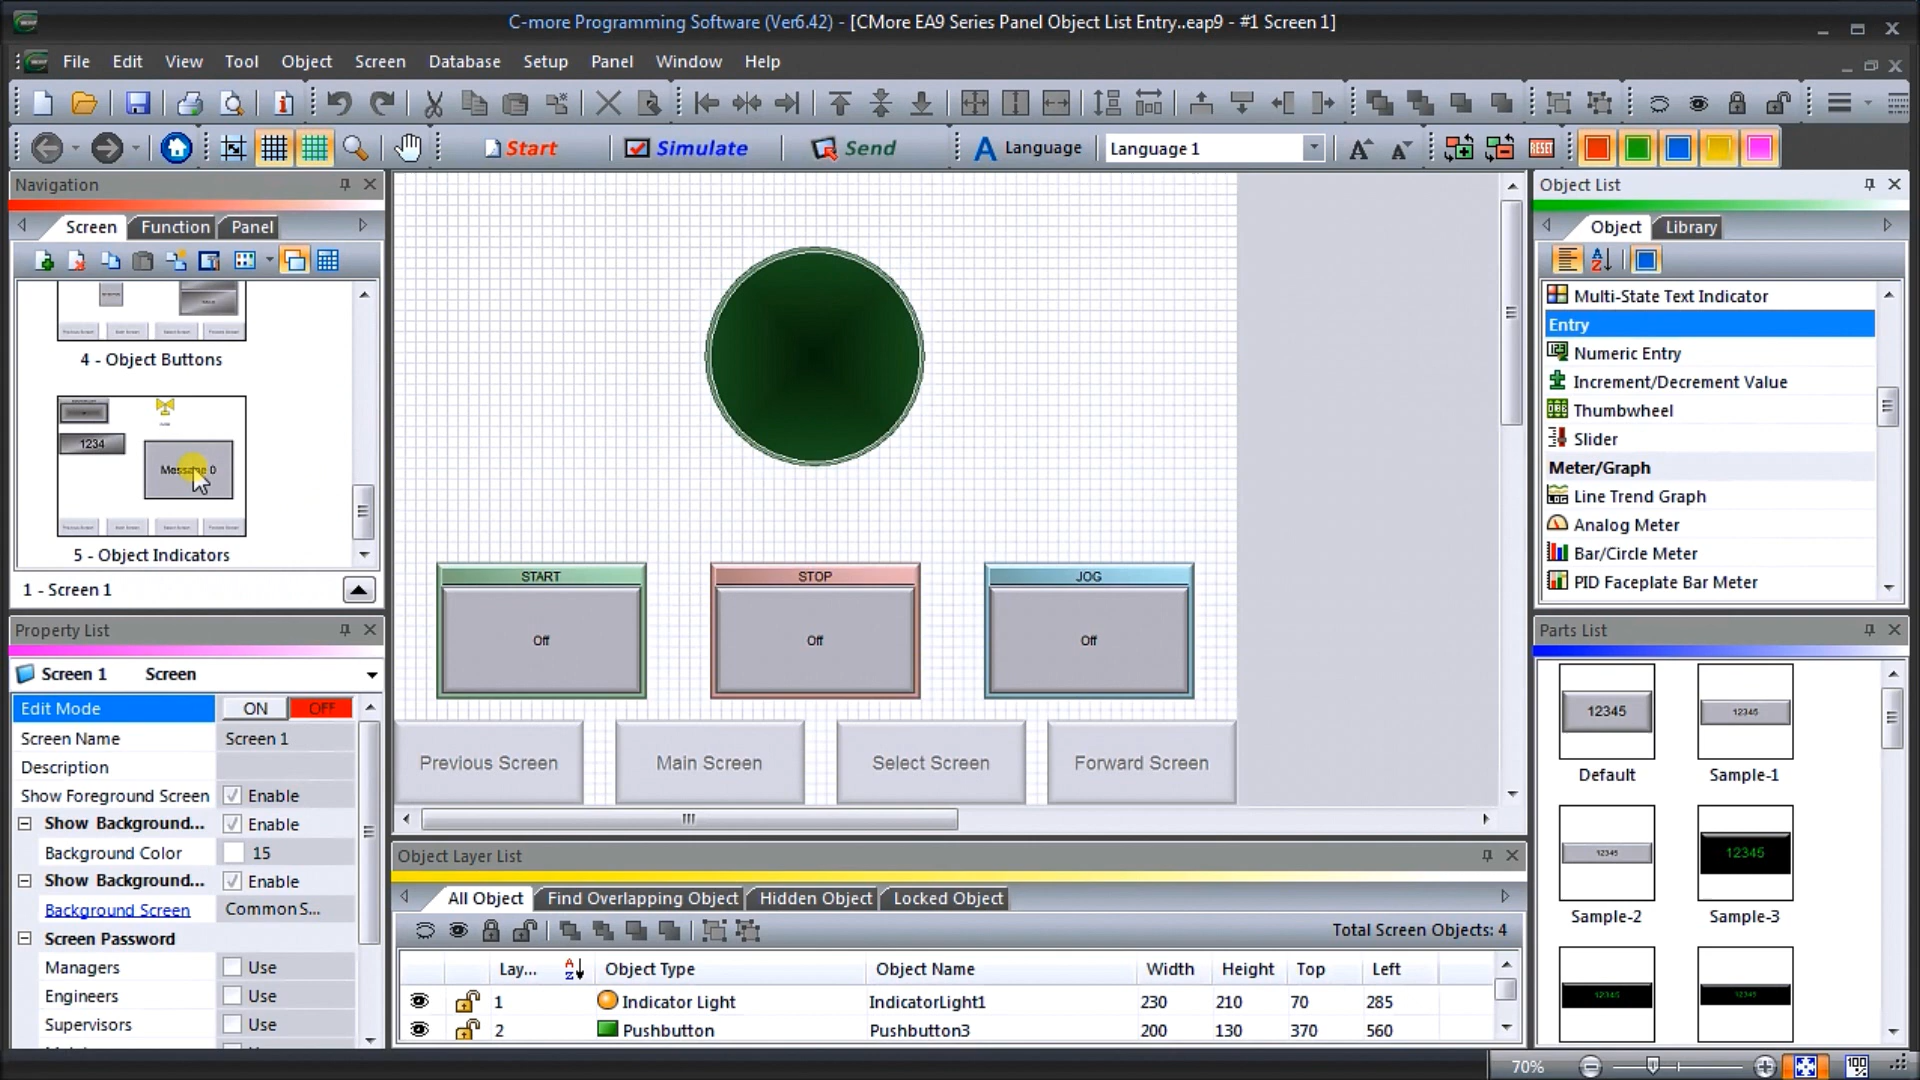 C-more Programming Software (Ver6.42) - [CMore EA9 Series Panel Object List Entry..eap9 - #1 Screen 1]
File Edit View Tool Object Screen Database Setup Panel Window Help
Start Simulate Send Language Language 1 RESET
Navigation
Screen Function Panel
4 - Object Buttons
1234
Message 0
5 - Object Indicators
1 - Screen 1
Property List
Screen 1 Screen
Edit Mode ON OFF
Screen Name Screen 1
Description
Show Foreground Screen Enable
Show Background... Enable
Background Color 15
Show Background... Enable
Background Screen Common S...
Screen Password
Managers Use
Engineers Use
Supervisors Use
START STOP JOG
Off Off Off
Previous Screen Main Screen Select Screen Forward Screen
Object Layer List
All Object Find Overlapping Object Hidden Object Locked Object
Total Screen Objects: 4
Lay... Object Type Object Name Width Height Top Left
1 Indicator Light IndicatorLight1 230 210 70 285
2 Pushbutton Pushbutton3 200 130 370 560
Object List
Object Library
Multi-State Text Indicator
Entry
Numeric Entry
Increment/Decrement Value
Thumbwheel
Slider
Meter/Graph
Line Trend Graph
Analog Meter
Bar/Circle Meter
PID Faceplate Bar Meter
Parts List
12345 12345
Default Sample-1
12345 12345
Sample-2 Sample-3
12345 12345
70% 100%